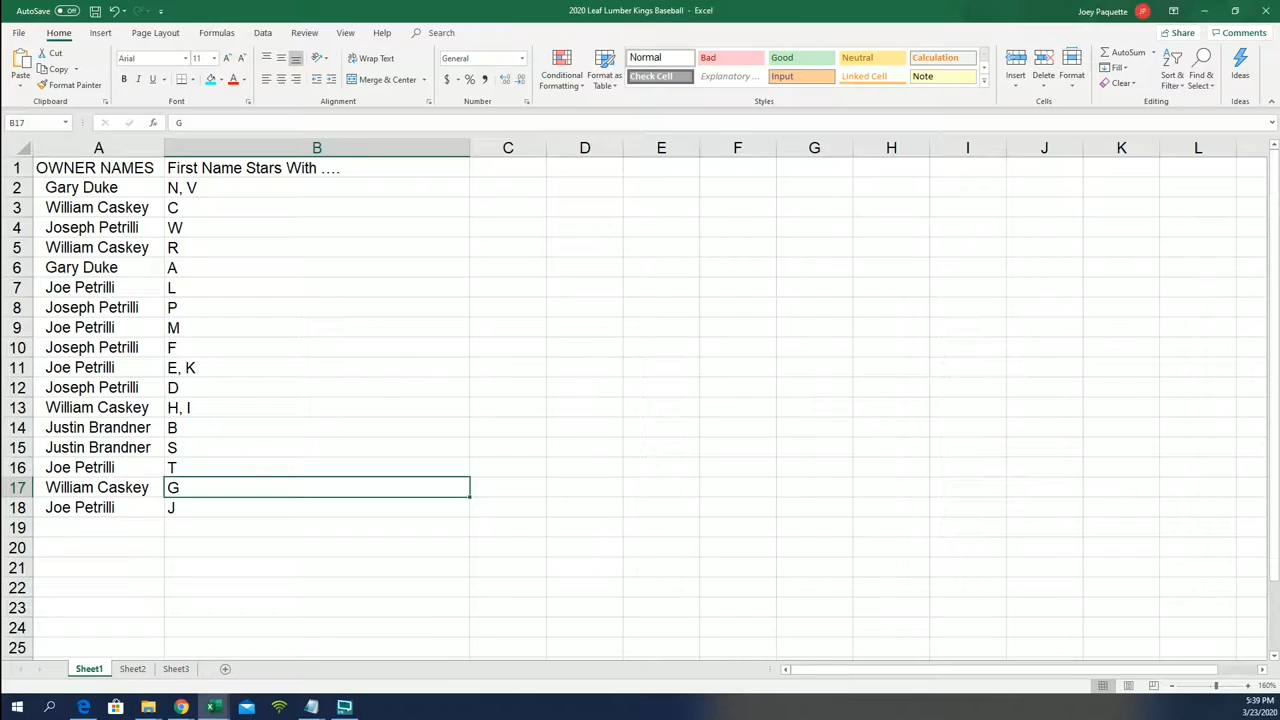 AutoSave Off
2020 Leaf Lumber Kings Baseball - Excel
Joey Paquette JF
File Home Insert Page Layout Formulas Data Review View Help Search
Share Comments
Paste
Cut
Copy
Format Painter
Clipboard
Arial 11
B I U
Font
Wrap Text
Merge & Center
Alignment
General
$ % ,
Number
Conditional Formatting
Format as Table
Normal Bad Good Neutral Calculation
Check Cell Explanatory ... Input Linked Cell Note
Styles
Insert Delete Format
Cells
AutoSum
Fill
Clear
Sort & Filter
Find & Select
Editing
Ideas
Ideas
B17 fx G
A B C D E F G H I J K L
1 OWNER NAMES First Name Stars With ....
2 Gary Duke N, V
3 William Caskey C
4 Joseph Petrilli W
5 William Caskey R
6 Gary Duke A
7 Joe Petrilli L
8 Joseph Petrilli P
9 Joe Petrilli M
10 Joseph Petrilli F
11 Joe Petrilli E, K
12 Joseph Petrilli D
13 William Caskey H, I
14 Justin Brandner B
15 Justin Brandner S
16 Joe Petrilli T
17 William Caskey G
18 Joe Petrilli J
19
20
21
22
23
24
25
Sheet1 Sheet2 Sheet3
160%
5:39 PM
3/23/2020